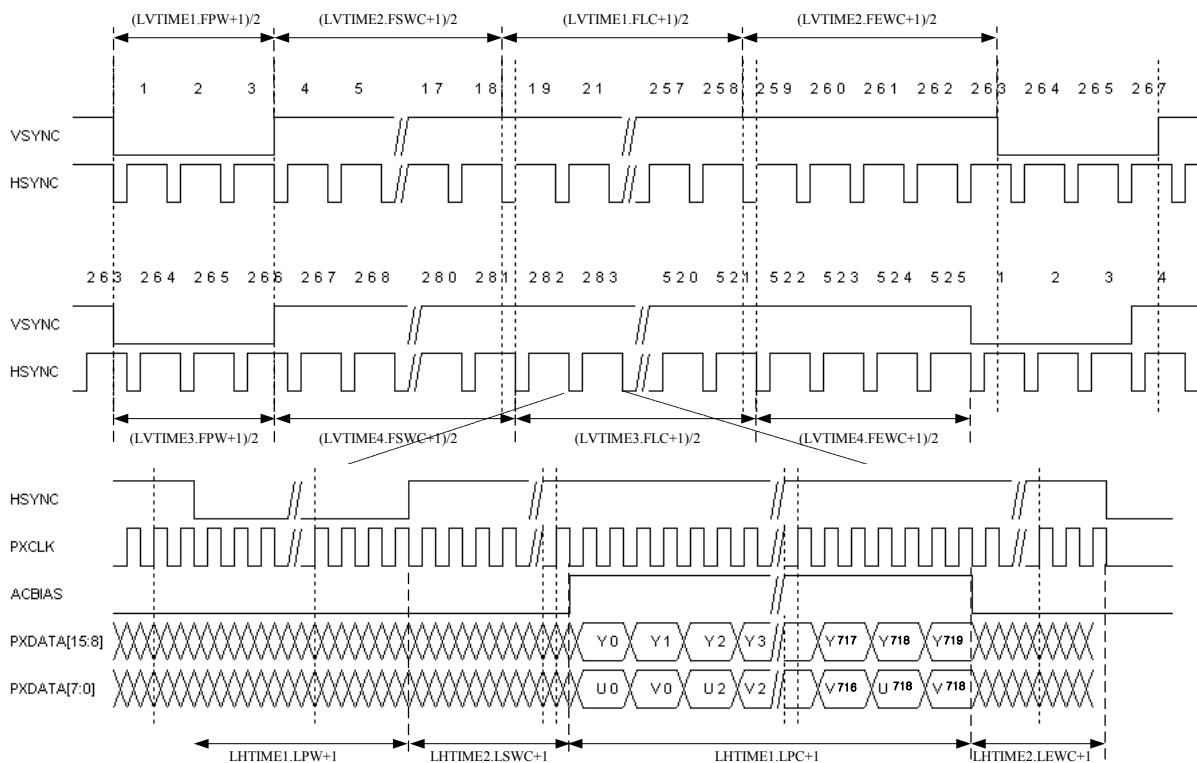 (LVTIME1.FPW+1)/2 (LVTIME2.FSWC+1)/2 (LVTIME1.FLC+1)/2 (LVTIME2.FEWC+1)/2
1 2 3 4 5 17 18 19 21 257 258 259 260 261 262 263 264 265 267
VSYNC
HSYNC
263 264 265 266 267 268 280 281 282 283 520 521 522 523 524 525 1 2 3 4
VSYNC
HSYNC
(LVTIME3.FPW+1)/2 (LVTIME4.FSWC+1)/2 (LVTIME3.FLC+1)/2 (LVTIME4.FEWC+1)/2
HSYNC
PXCLK
ACBIAS
PXDATA[15:8] Y0 Y1 Y2 Y3 Y717 Y718 Y719
PXDATA[7:0] U0 V0 U2 V2 V716 U718 V718
LHTIME1.LPW+1 LHTIME2.LSWC+1 LHTIME1.LPC+1 LHTIME2.LEWC+1